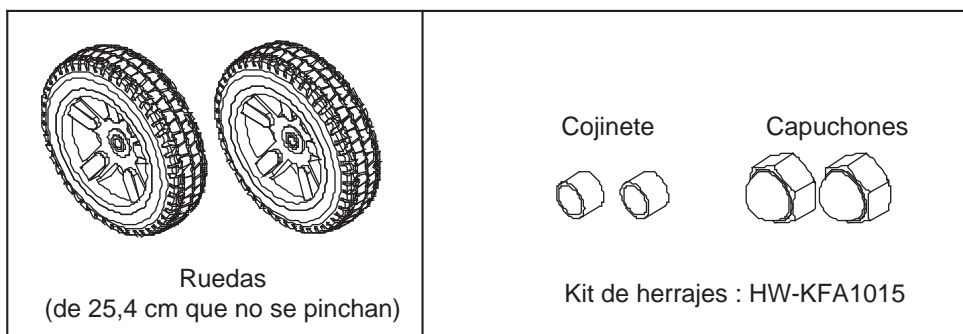 Ruedas
(de 25,4 cm que no se pinchan)
Cojinete
Capuchones
Kit de herrajes : HW-KFA1015